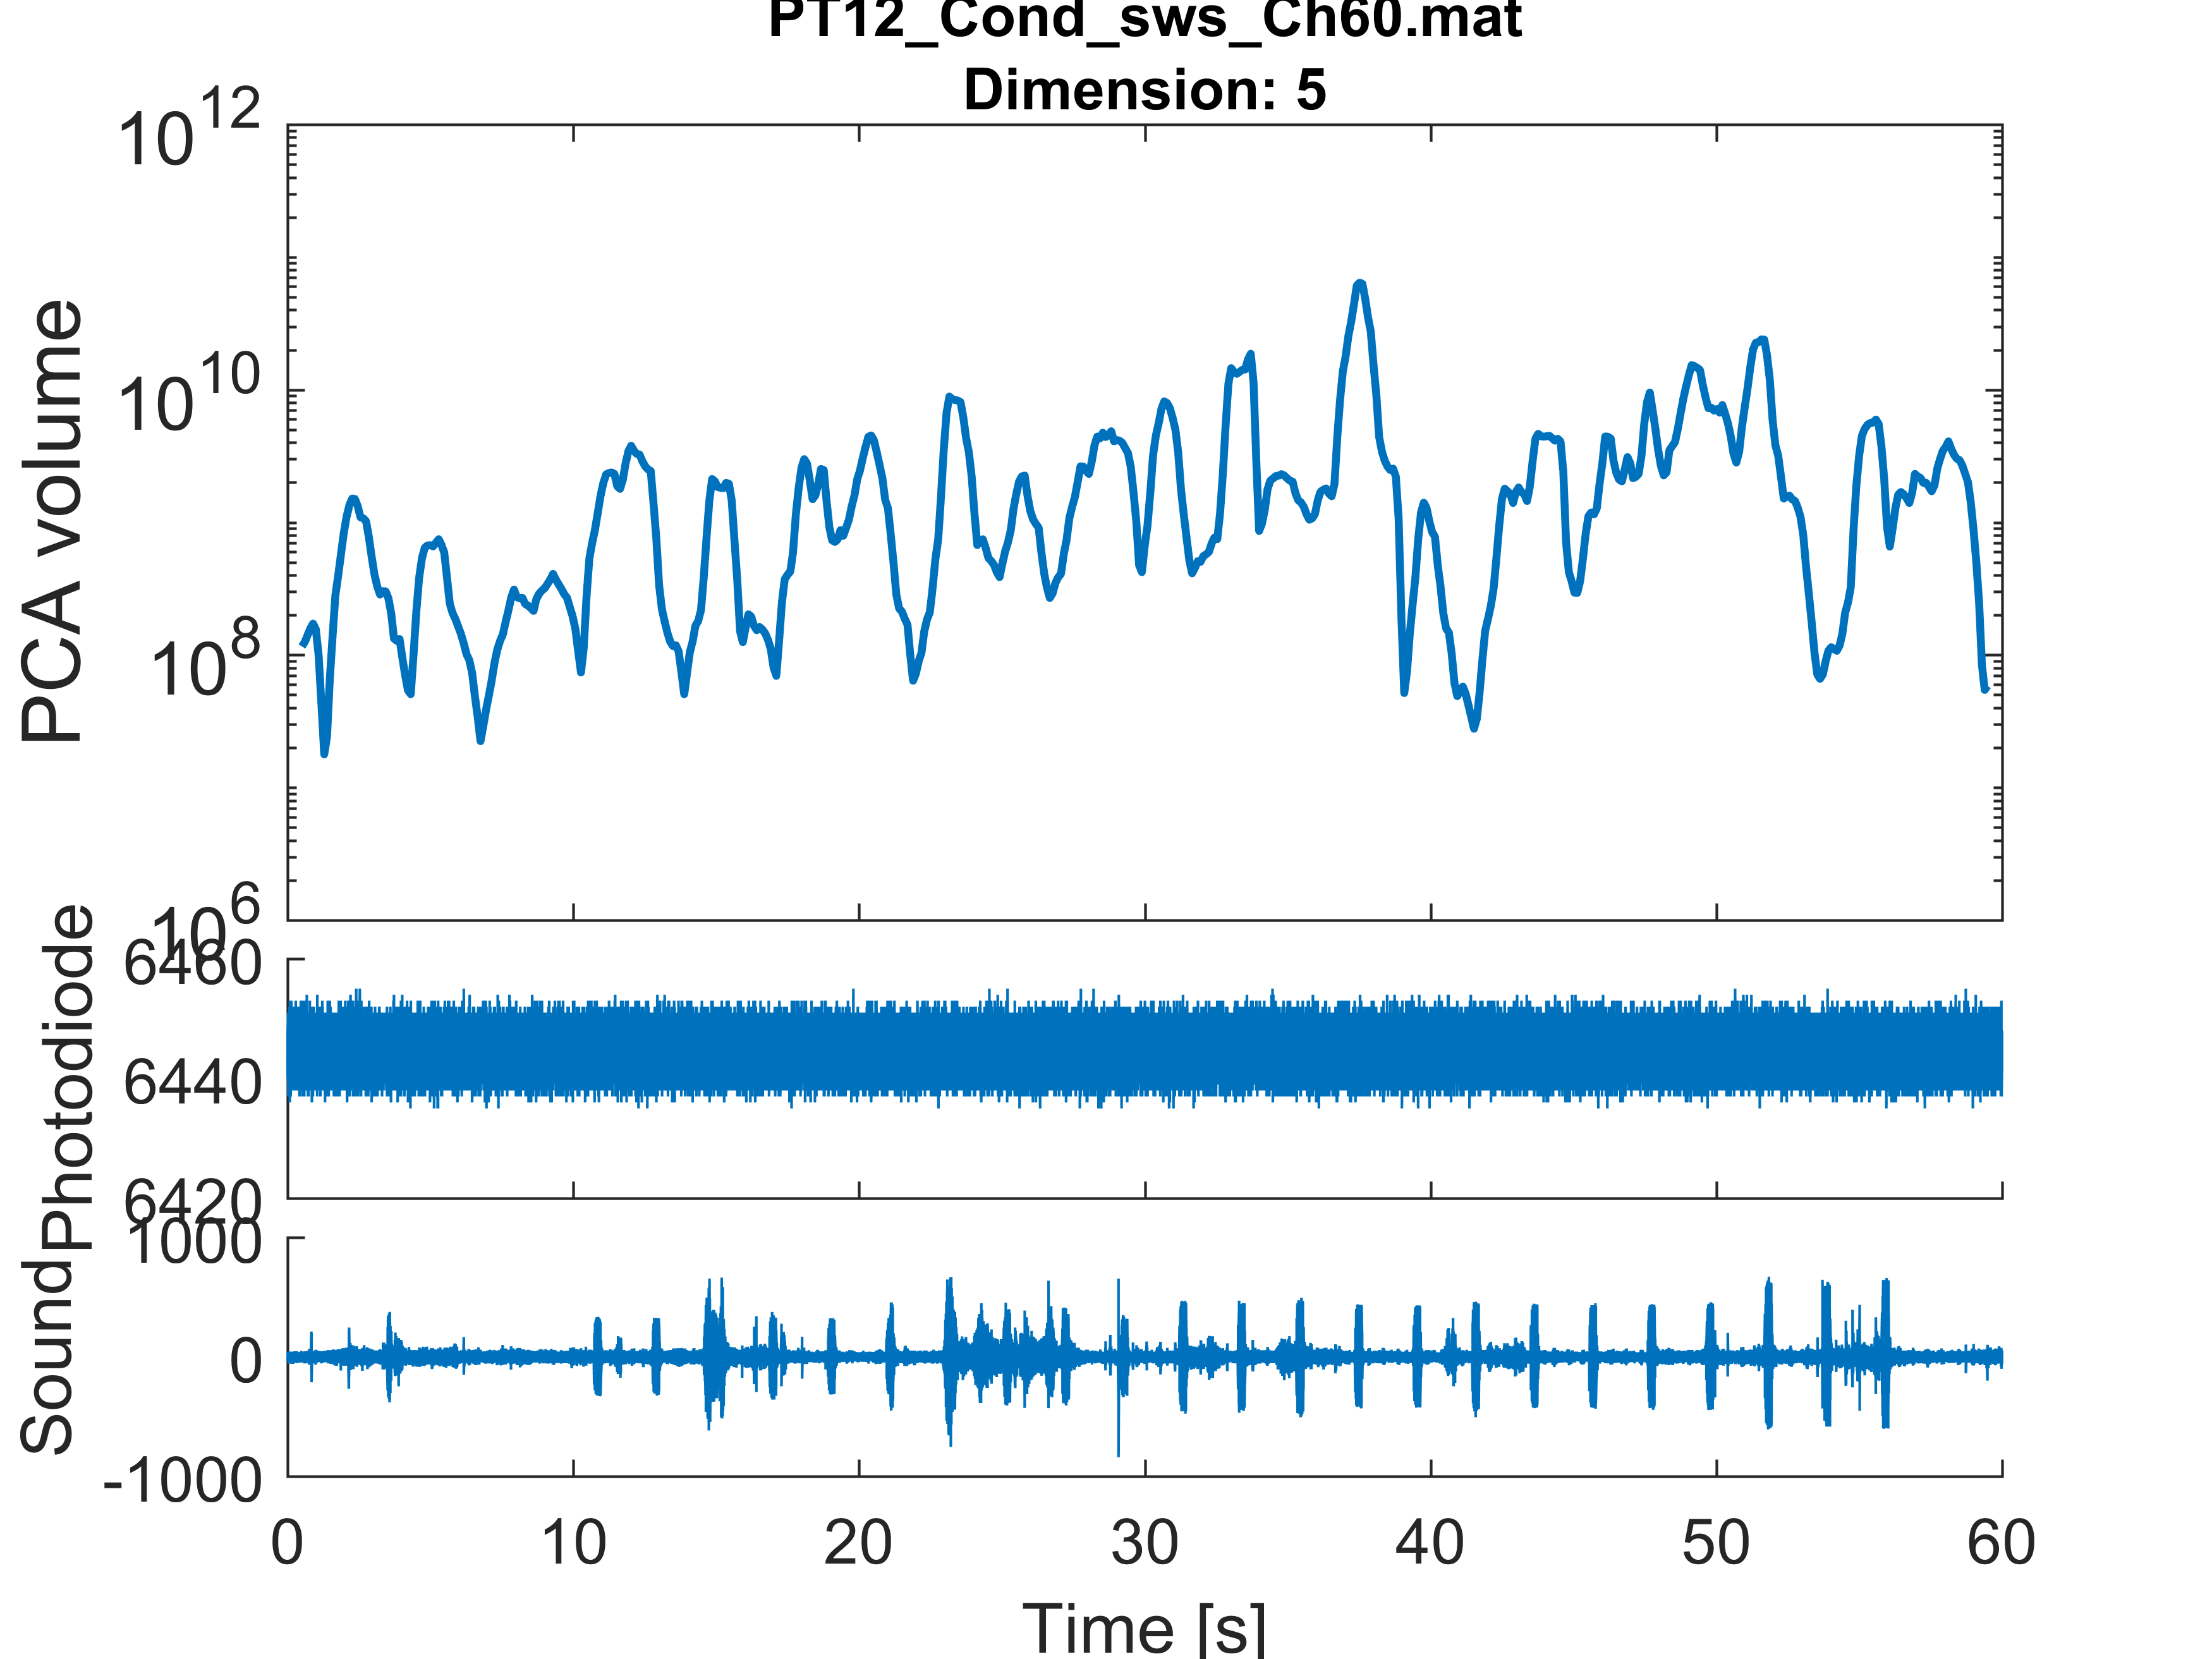 PT12_Cond_sws_Ch60.mat
Dimension: 5
PCA volume
10^12
10^10
10^8
10^6
Photodiode
6460
6440
6420
Sound
1000
0
-1000
0 10 20 30 40 50 60
Time [s]